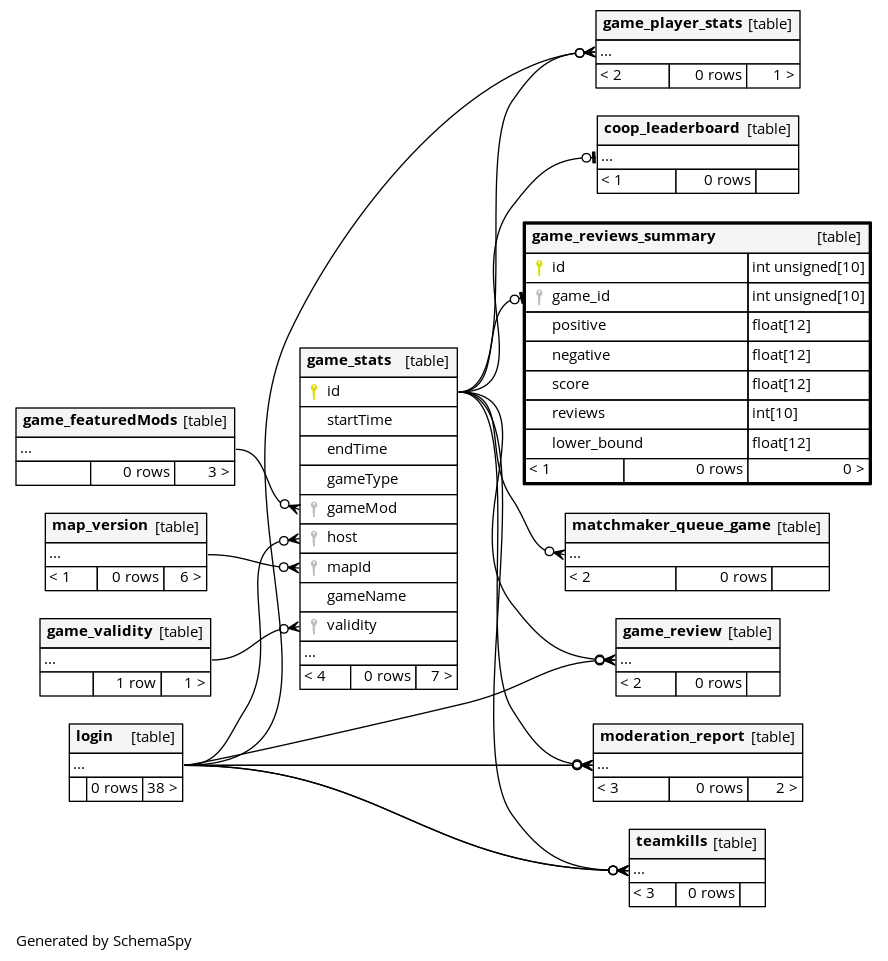 game_player_stats [table]
...
< 2 0 rows 1 >
coop_leaderboard [table]
...
< 1 0 rows
game_reviews_summary [table]
id int unsigned[10]
game_id int unsigned[10]
positive float[12]
negative float[12]
score float[12]
reviews int[10]
lower_bound float[12]
< 1 0 rows 0 >
game_stats [table]
id
startTime
endTime
gameType
gameMod
host
mapId
gameName
validity
...
< 4 0 rows 7 >
game_featuredMods [table]
...
0 rows 3 >
map_version [table]
...
< 1 0 rows 6 >
game_validity [table]
...
1 row 1 >
login [table]
...
0 rows 38 >
matchmaker_queue_game [table]
...
< 2 0 rows
game_review [table]
...
< 2 0 rows
moderation_report [table]
...
< 3 0 rows 2 >
teamkills [table]
...
< 3 0 rows
Generated by SchemaSpy